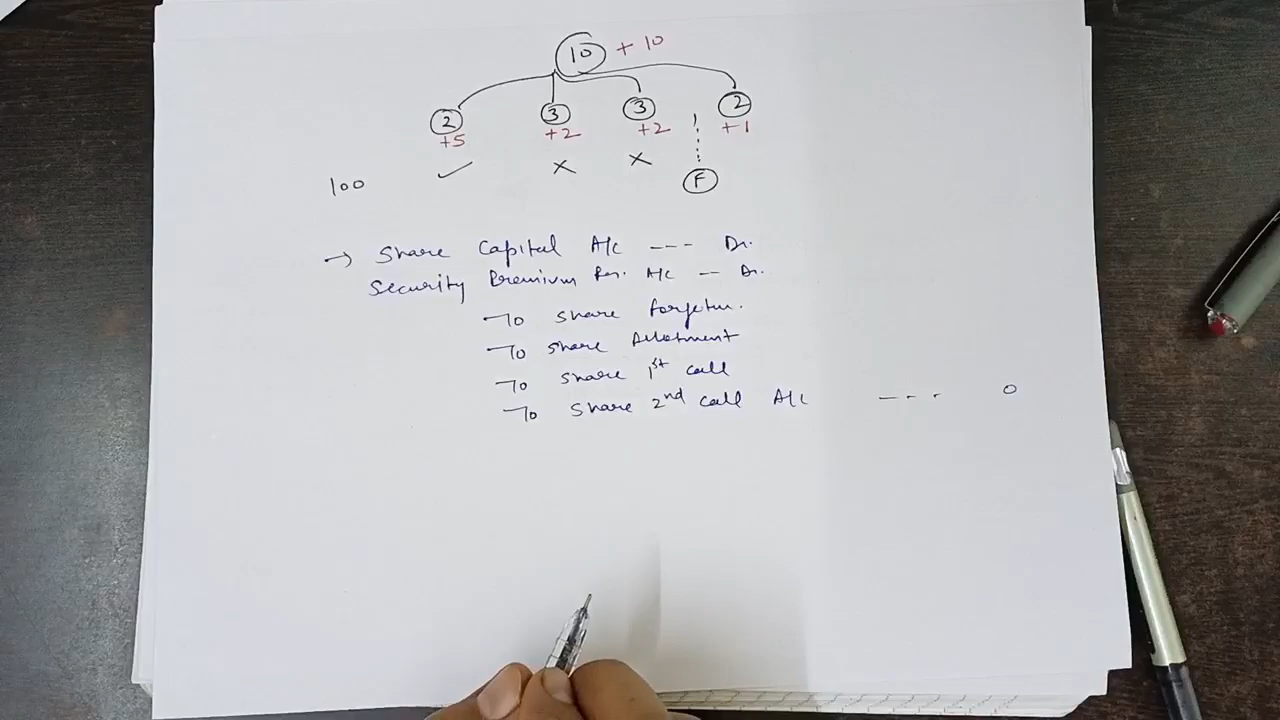 10 + 10
2 3 3 2
+5 +2 +2 +1
100 ✓ × × F
→ Share Capital A/c --- Dr.
Security Premium Res. A/c — Dr.
To Share forfeiture.
To Share Allotment
To Share 1st call
To Share 2nd call A/c --- 0